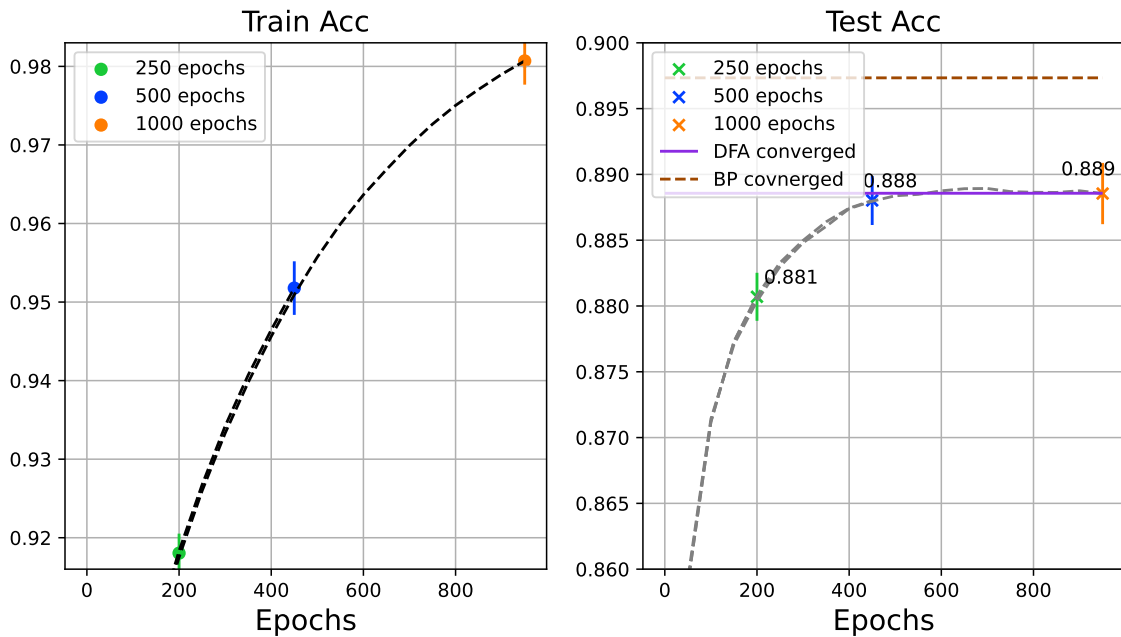 Train Acc
0.98
0.97
0.96
0.95
0.94
0.93
0.92
250 epochs
500 epochs
1000 epochs
0 200 400 600 800
Epochs
Test Acc
0.900
0.895
0.890
0.885
0.880
0.875
0.870
0.865
0.860
250 epochs
500 epochs
1000 epochs
DFA converged
BP covnerged
0.881
0.888
0.889
0 200 400 600 800
Epochs